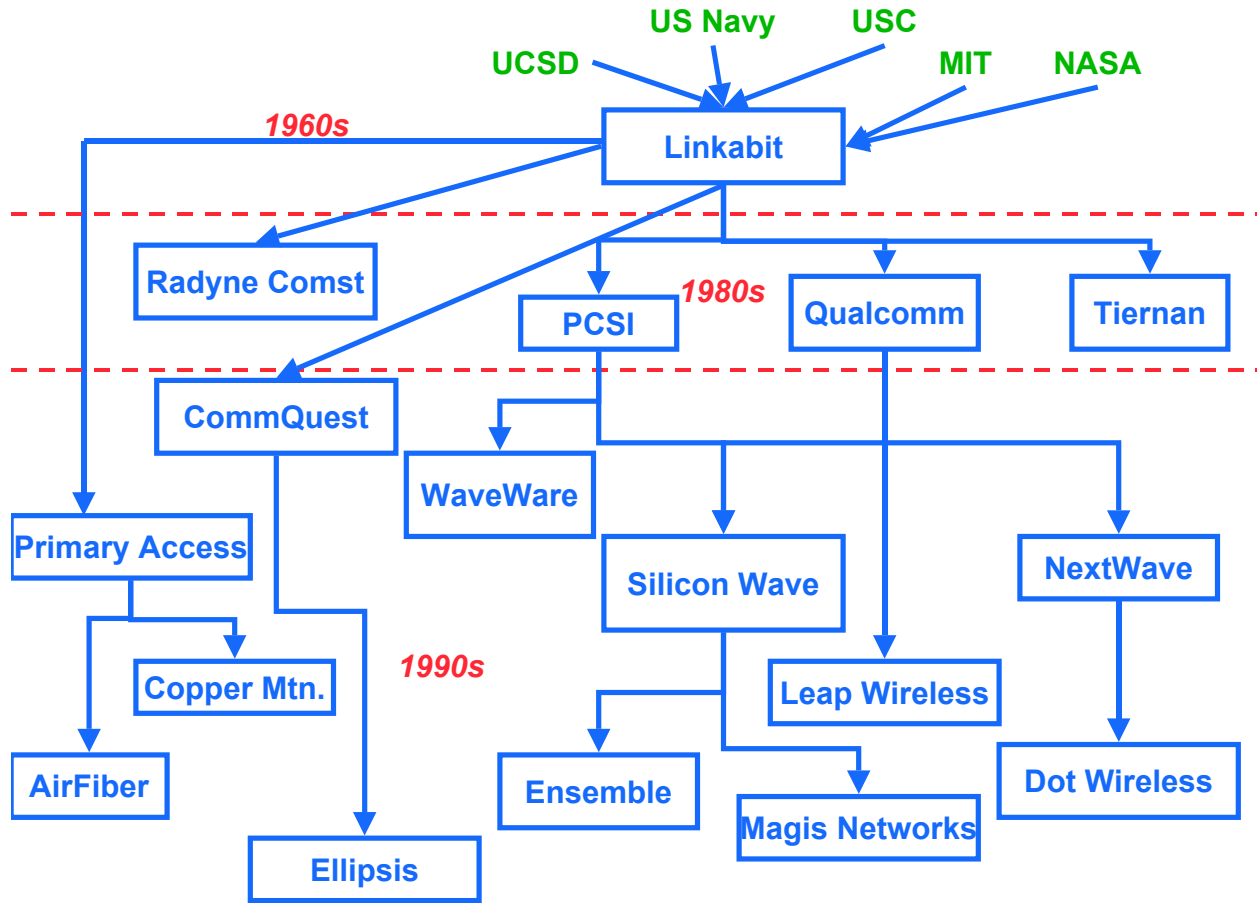 US Navy
USC
UCSD
MIT
NASA
1960s
Linkabit
Radyne Comst
1980s
PCSI
Qualcomm
Tiernan
CommQuest
WaveWare
Primary Access
Silicon Wave
NextWave
1990s
Copper Mtn.
Leap Wireless
AirFiber
Ensemble
Dot Wireless
Magis Networks
Ellipsis